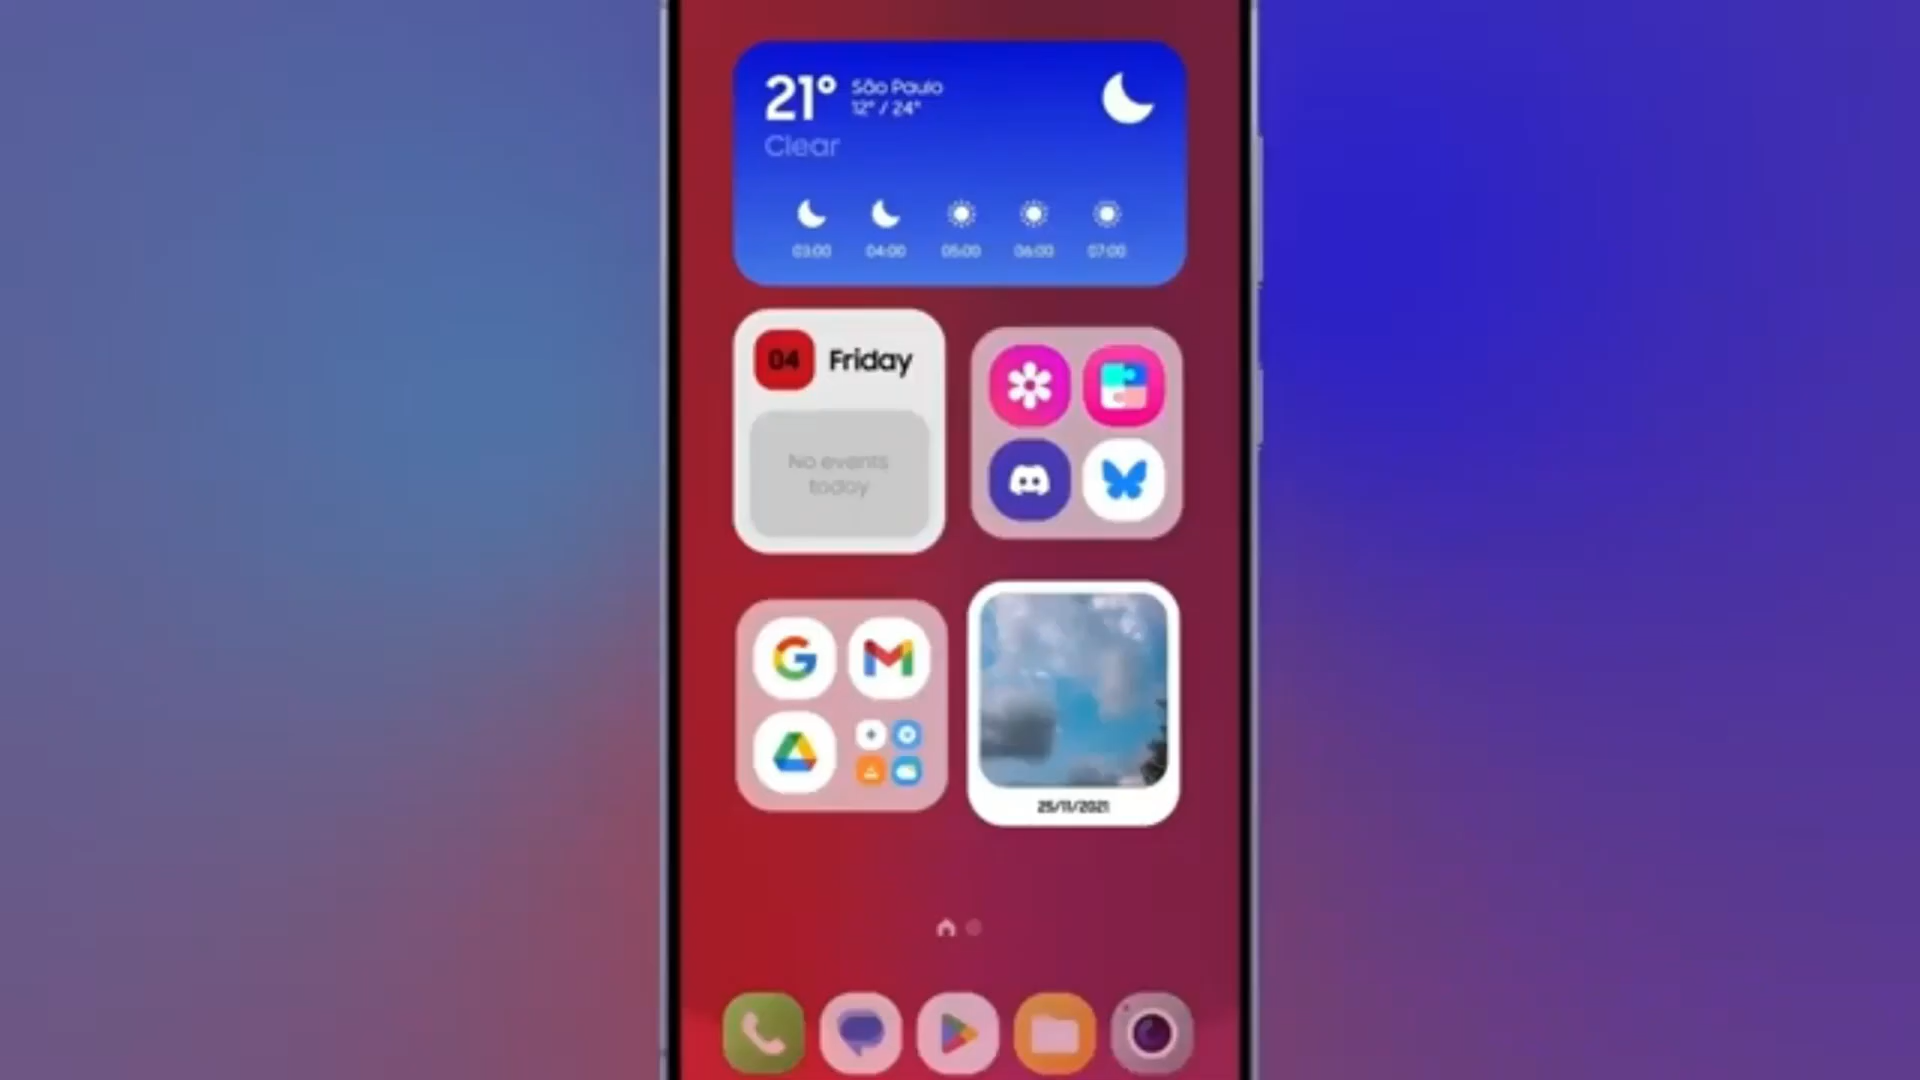 21° São Paulo
12° / 24°
Clear
03:00 04:00 05:00 06:00 07:00
04 Friday
No events
today
25/11/2021